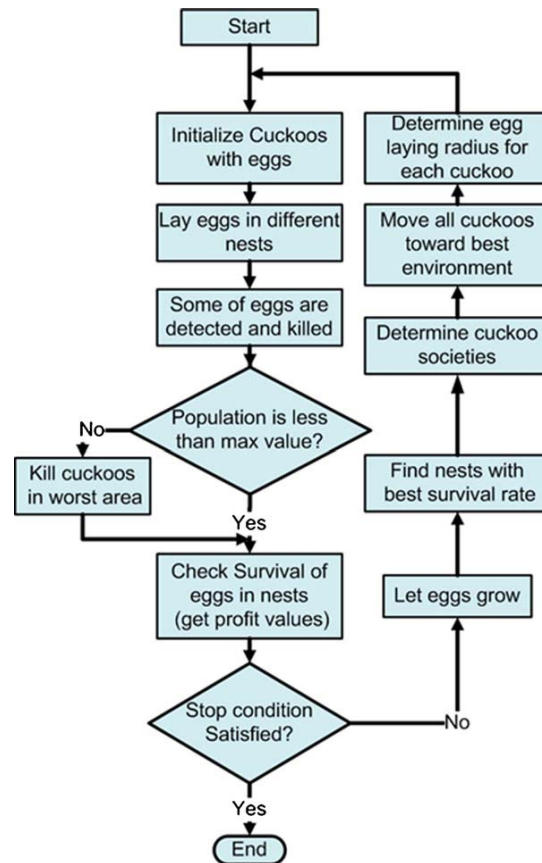 Start
Initialize Cuckoos
with eggs
Lay eggs in different
nests
Some of eggs are
detected and killed
Population is less
than max value?
No
Kill cuckoos
in worst area
Yes
Check Survival of
eggs in nests
(get profit values)
Stop condition
Satisfied?
No
Yes
End
Let eggs grow
Find nests with
best survival rate
Determine cuckoo
societies
Move all cuckoos
toward best
environment
Determine egg
laying radius for
each cuckoo